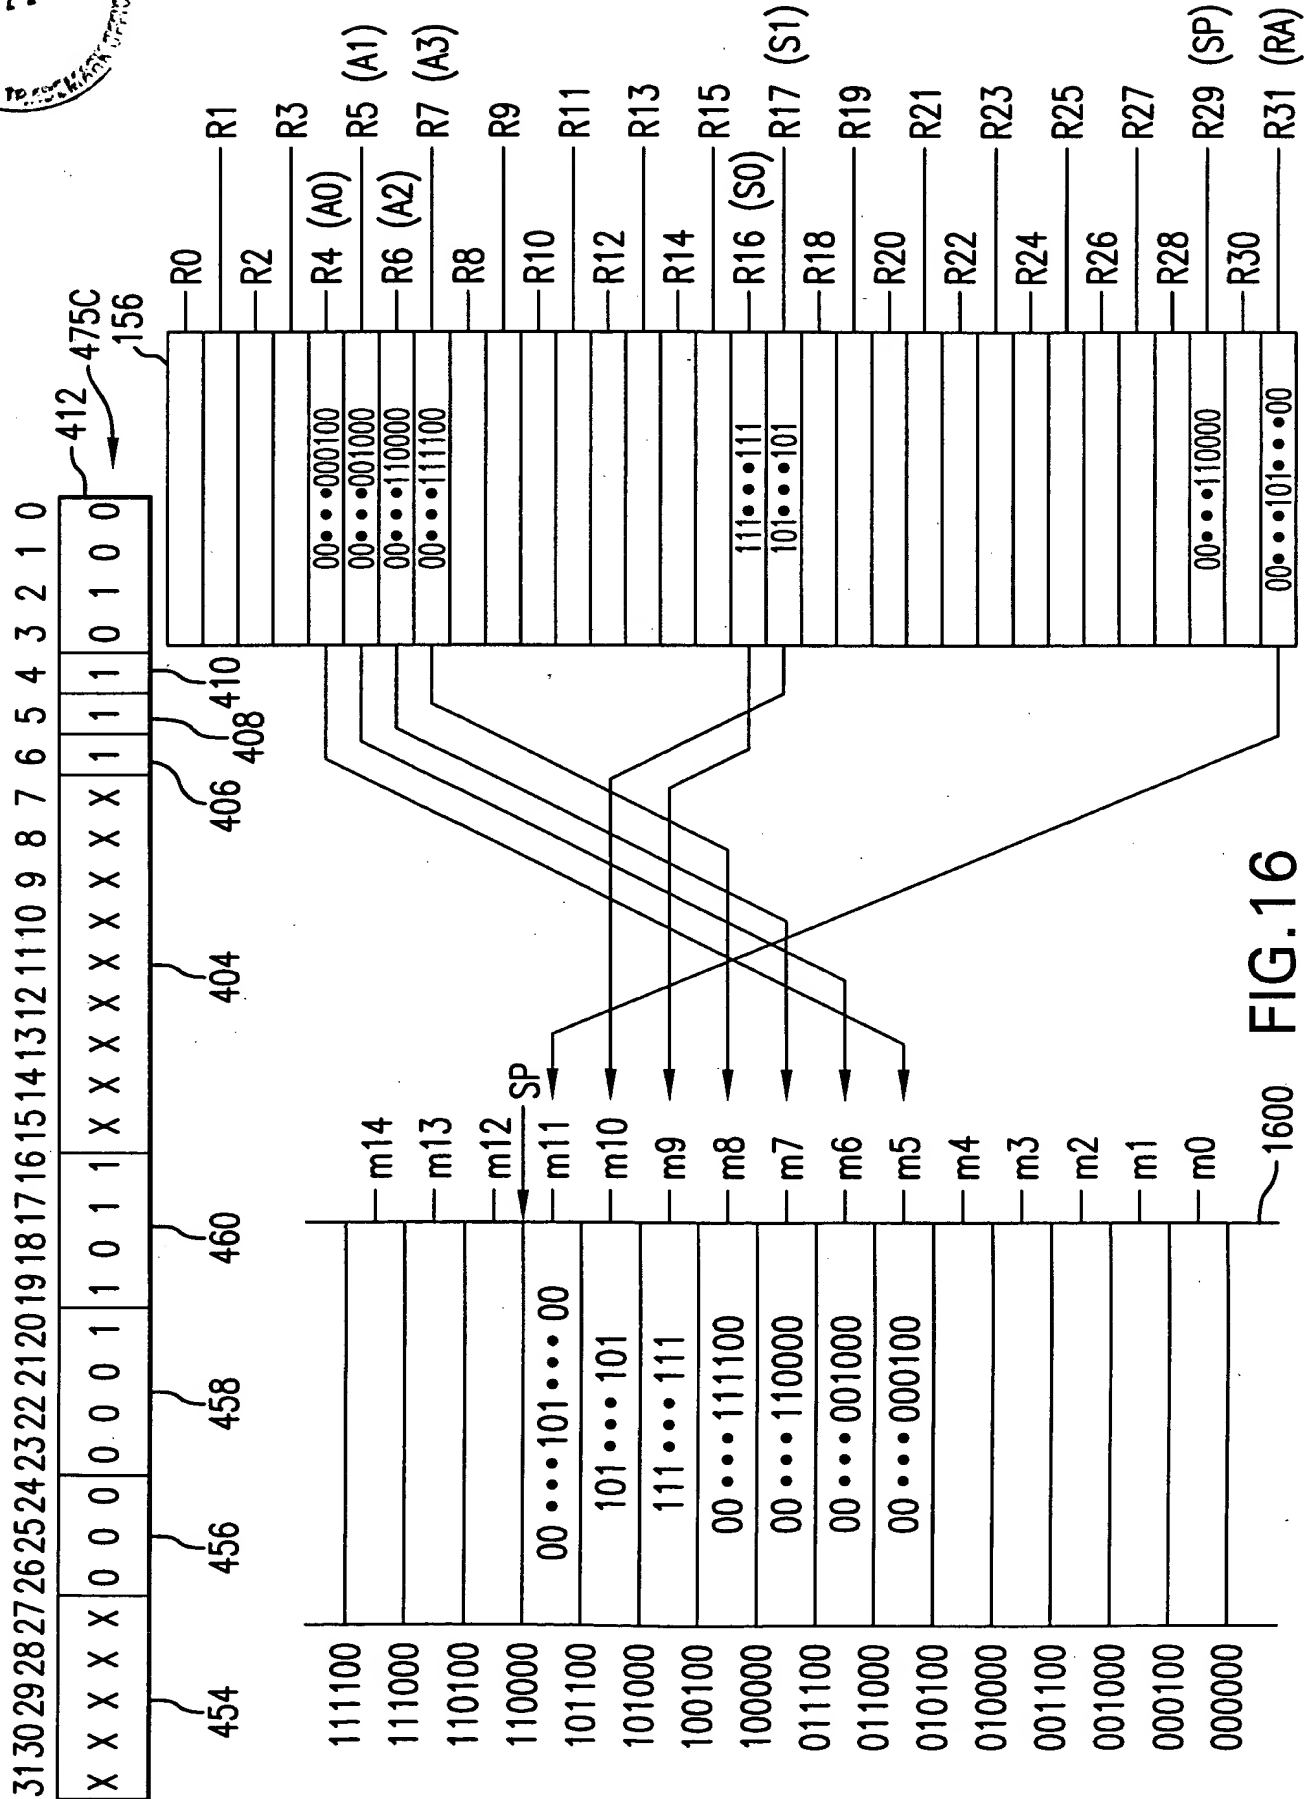 31 30 29 28 27 26 25 24 23 22 21 20 19 18 17 16 15 14 13 12 11 10 9 8 7 6 5 4 3 2 1 0
X X X X X 0 0 0 0 0 0 1 1 0 1 1 X X X X X X X X X 1 1 1 0 1 0 0
412
475C
454
456
458
460
404
406
408
410
156
111100
111000
110100
110000
101100
101000
100100
100000
011100
011000
010100
010000
001100
001000
000100
000000
00••••101••••00
101••••101
111••••111
00••••111100
00••••110000
00••••001000
00••••000100
m14
m13
m12
SP
m11
m10
m9
m8
m7
m6
m5
m4
m3
m2
m1
m0
1600
00••••000100
00••••001000
00••••110000
00••••111100
111••••111
101••••101
00••••110000
00••••101••••00
R0
R1
R2
R3
R4 (A0)
R5 (A1)
R6 (A2)
R7 (A3)
R8
R9
R10
R11
R12
R13
R14
R15
R16 (S0)
R17 (S1)
R18
R19
R20
R21
R22
R23
R24
R25
R26
R27
R28
R29 (SP)
R30
R31 (RA)
FIG.16